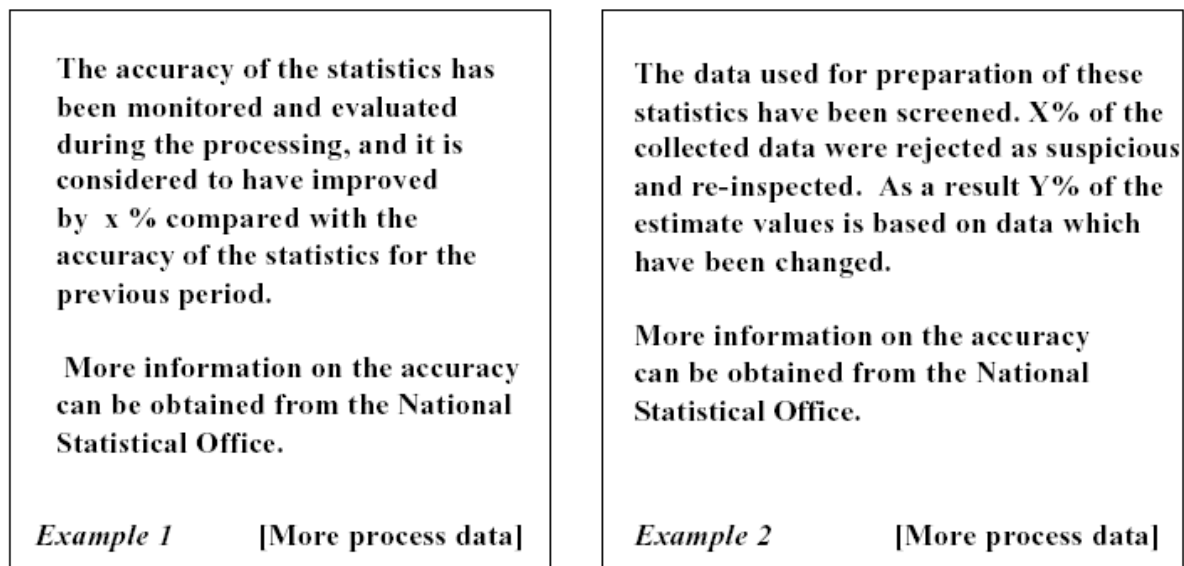 The accuracy of the statistics has
been monitored and evaluated
during the processing, and it is
considered to have improved
by x % compared with the
accuracy of the statistics for the
previous period.
More information on the accuracy
can be obtained from the National
Statistical Office.
Example 1 [More process data]
The data used for preparation of these
statistics have been screened. X% of the
collected data were rejected as suspicious
and re-inspected. As a result Y% of the
estimate values is based on data which
have been changed.
More information on the accuracy
can be obtained from the National
Statistical Office.
Example 2 [More process data]